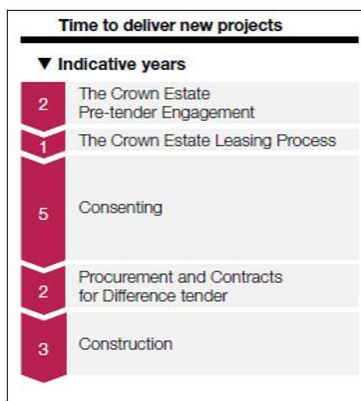 Time to deliver new projects
▼ Indicative years
2
The Crown Estate
Pre-tender Engagement
1
The Crown Estate Leasing Process
5
Consenting
2
Procurement and Contracts
for Difference tender
3
Construction